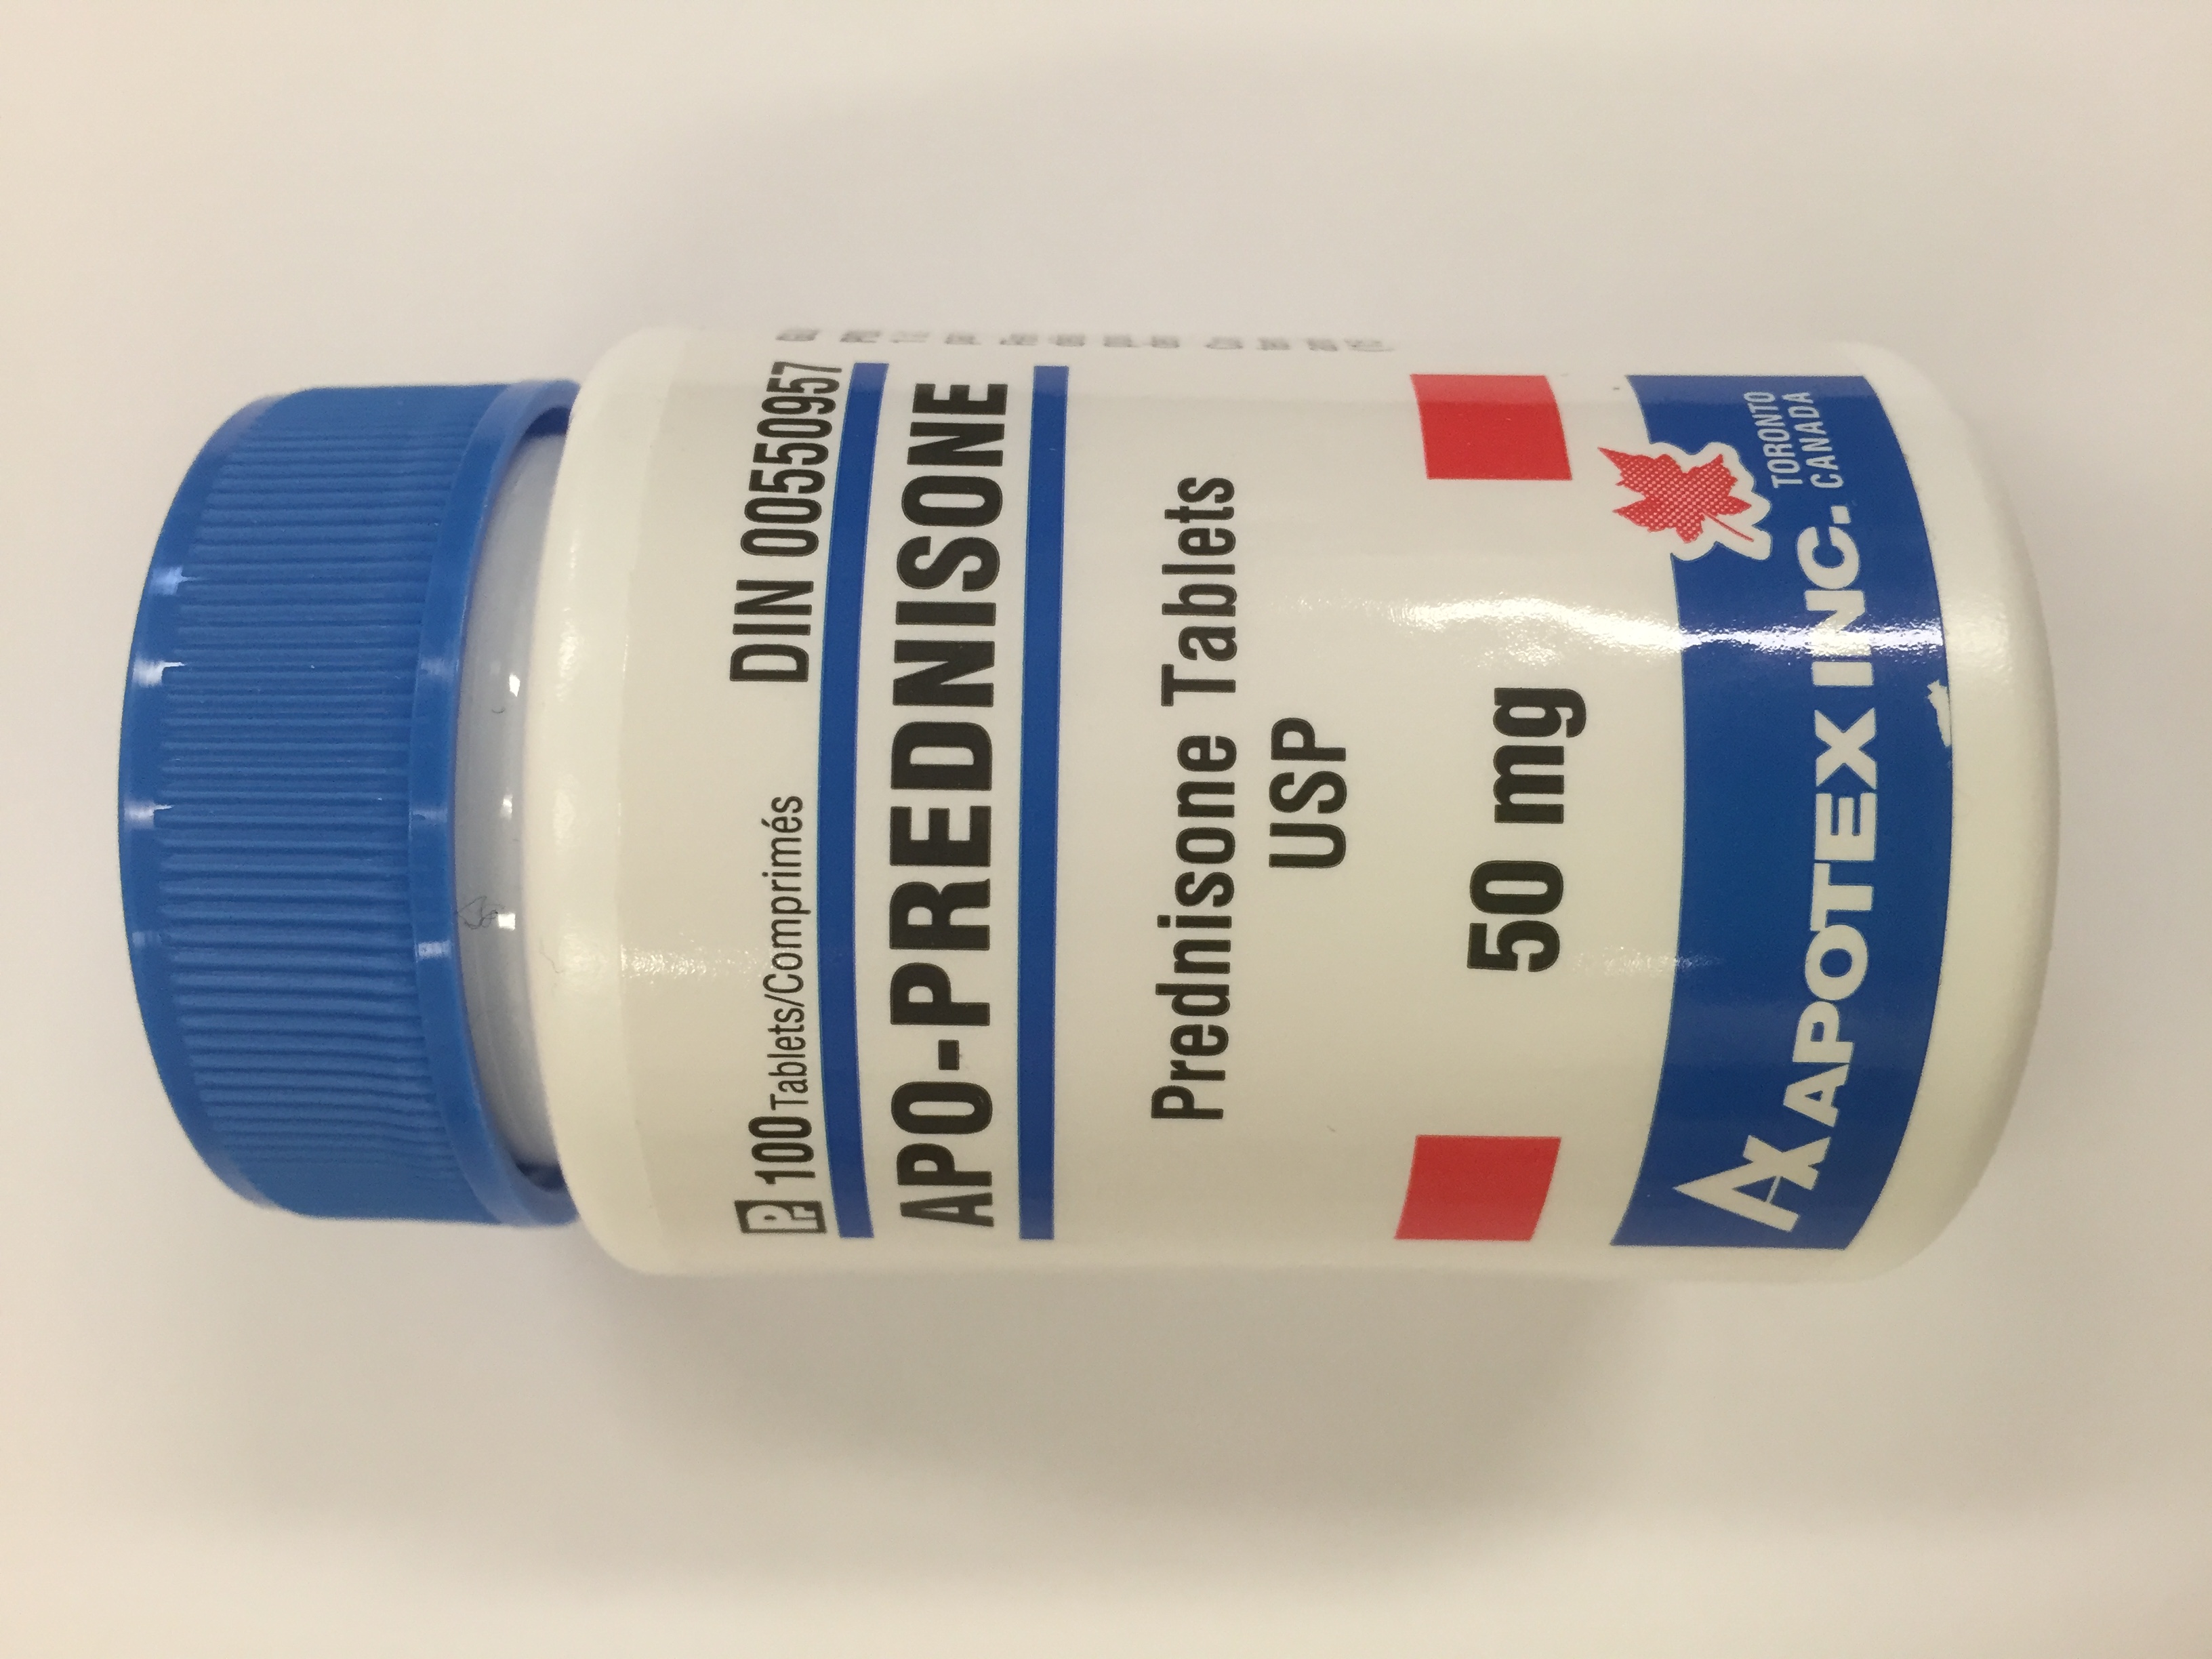 Pr 100 Tablets/Comprimés DIN 00550957
APO-PREDNISONE
Prednisone Tablets
USP
50 mg
APOTEX INC.
TORONTO
CANADA